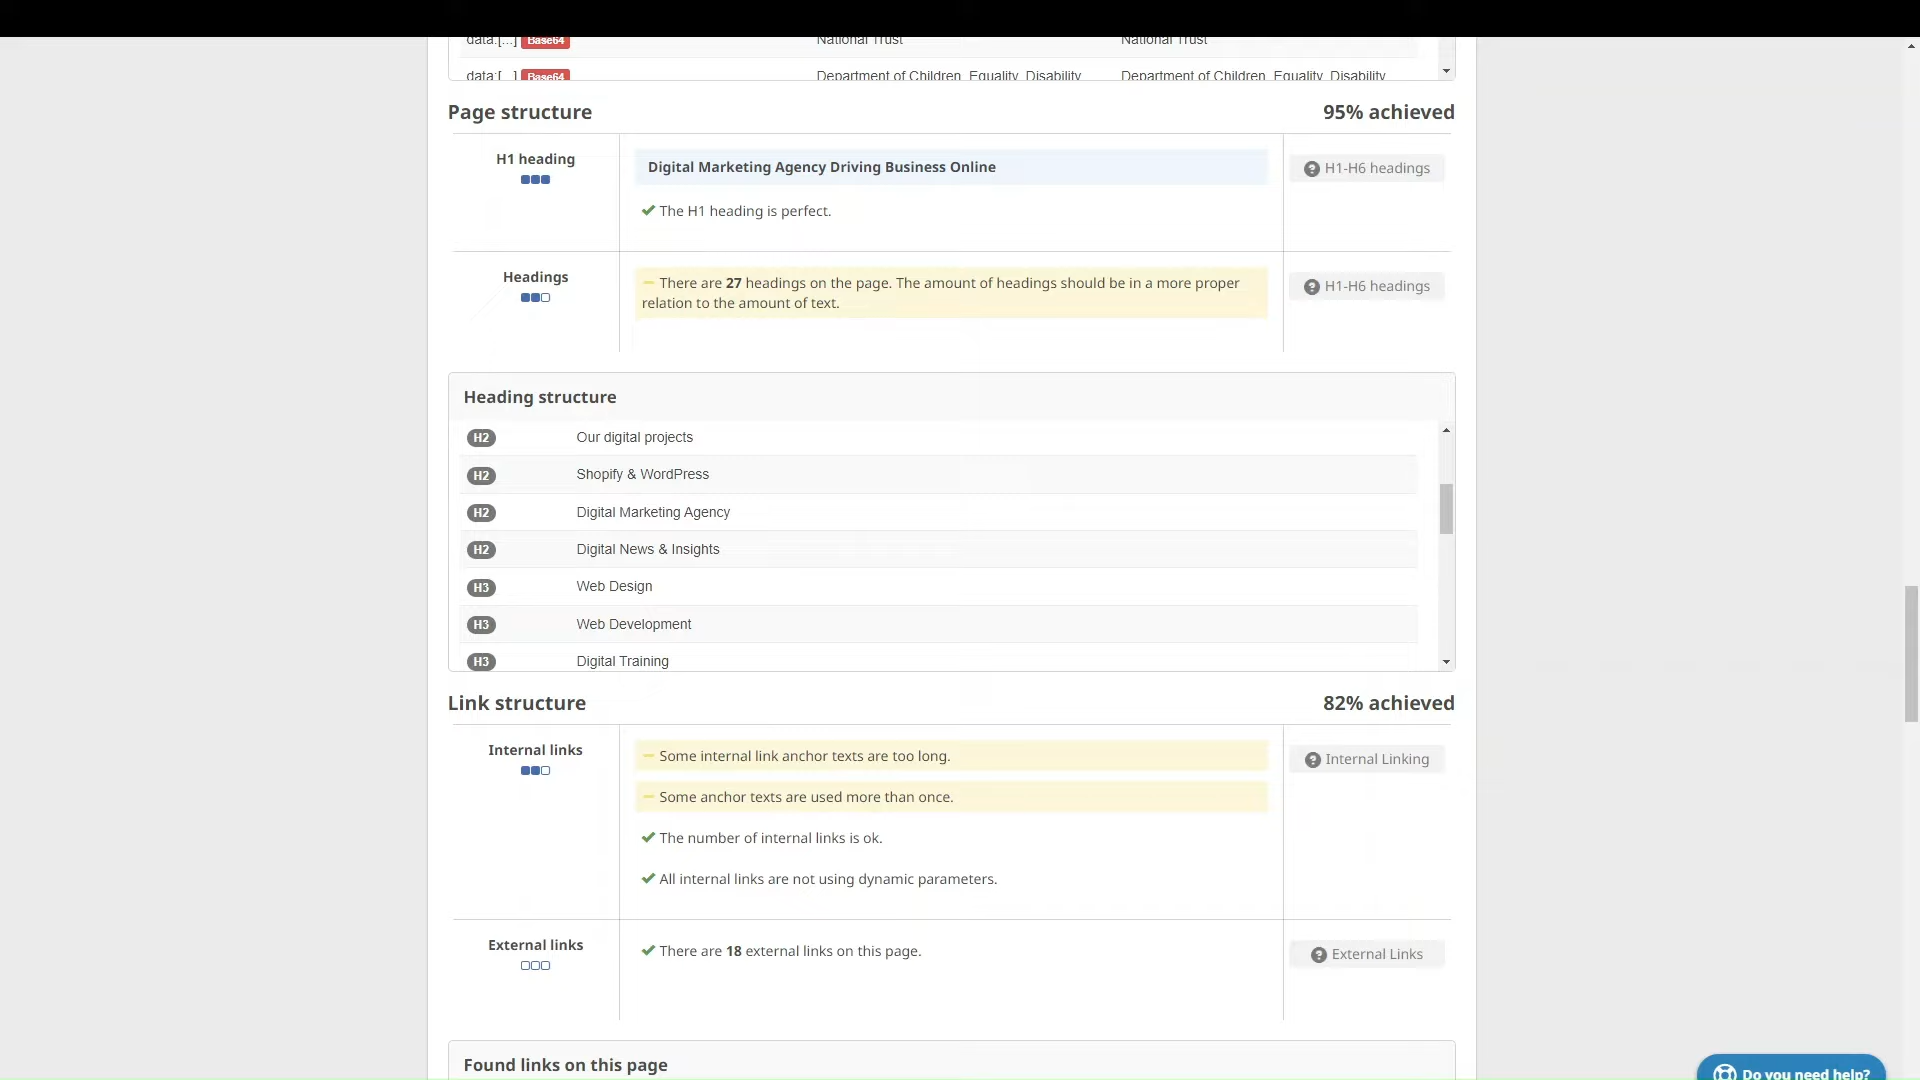 data:[...] Base64 National Trust National Trust
data:[...] Base64 Department of Children, Equality, Disability, Department of Children, Equality, Disability,
Page structure 95% achieved
H1 heading
Digital Marketing Agency Driving Business Online
H1-H6 headings
The H1 heading is perfect.
Headings
There are 27 headings on the page. The amount of headings should be in a more proper
relation to the amount of text.
H1-H6 headings
Heading structure
H2 Our digital projects
H2 Shopify & WordPress
H2 Digital Marketing Agency
H2 Digital News & Insights
H3 Web Design
H3 Web Development
H3 Digital Training
Link structure 82% achieved
Internal links
Some internal link anchor texts are too long.
Internal Linking
Some anchor texts are used more than once.
The number of internal links is ok.
All internal links are not using dynamic parameters.
External links
There are 18 external links on this page.
External Links
Found links on this page
Do you need help?